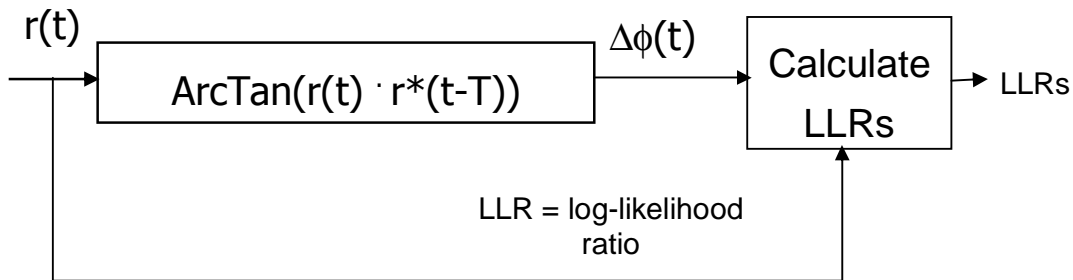 r(t)
ArcTan(r(t) · r*(t-T))
Δϕ(t)
Calculate
LLRs
LLRs
LLR = log-likelihood
ratio